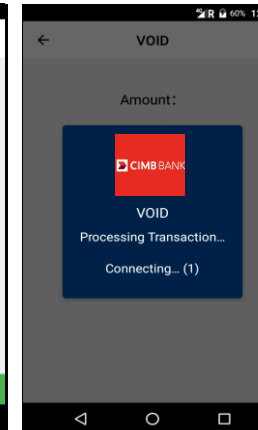 R 60% 1
VOID
Amount:
CIMB BANK
VOID
Processing Transaction...
Connecting... (1)